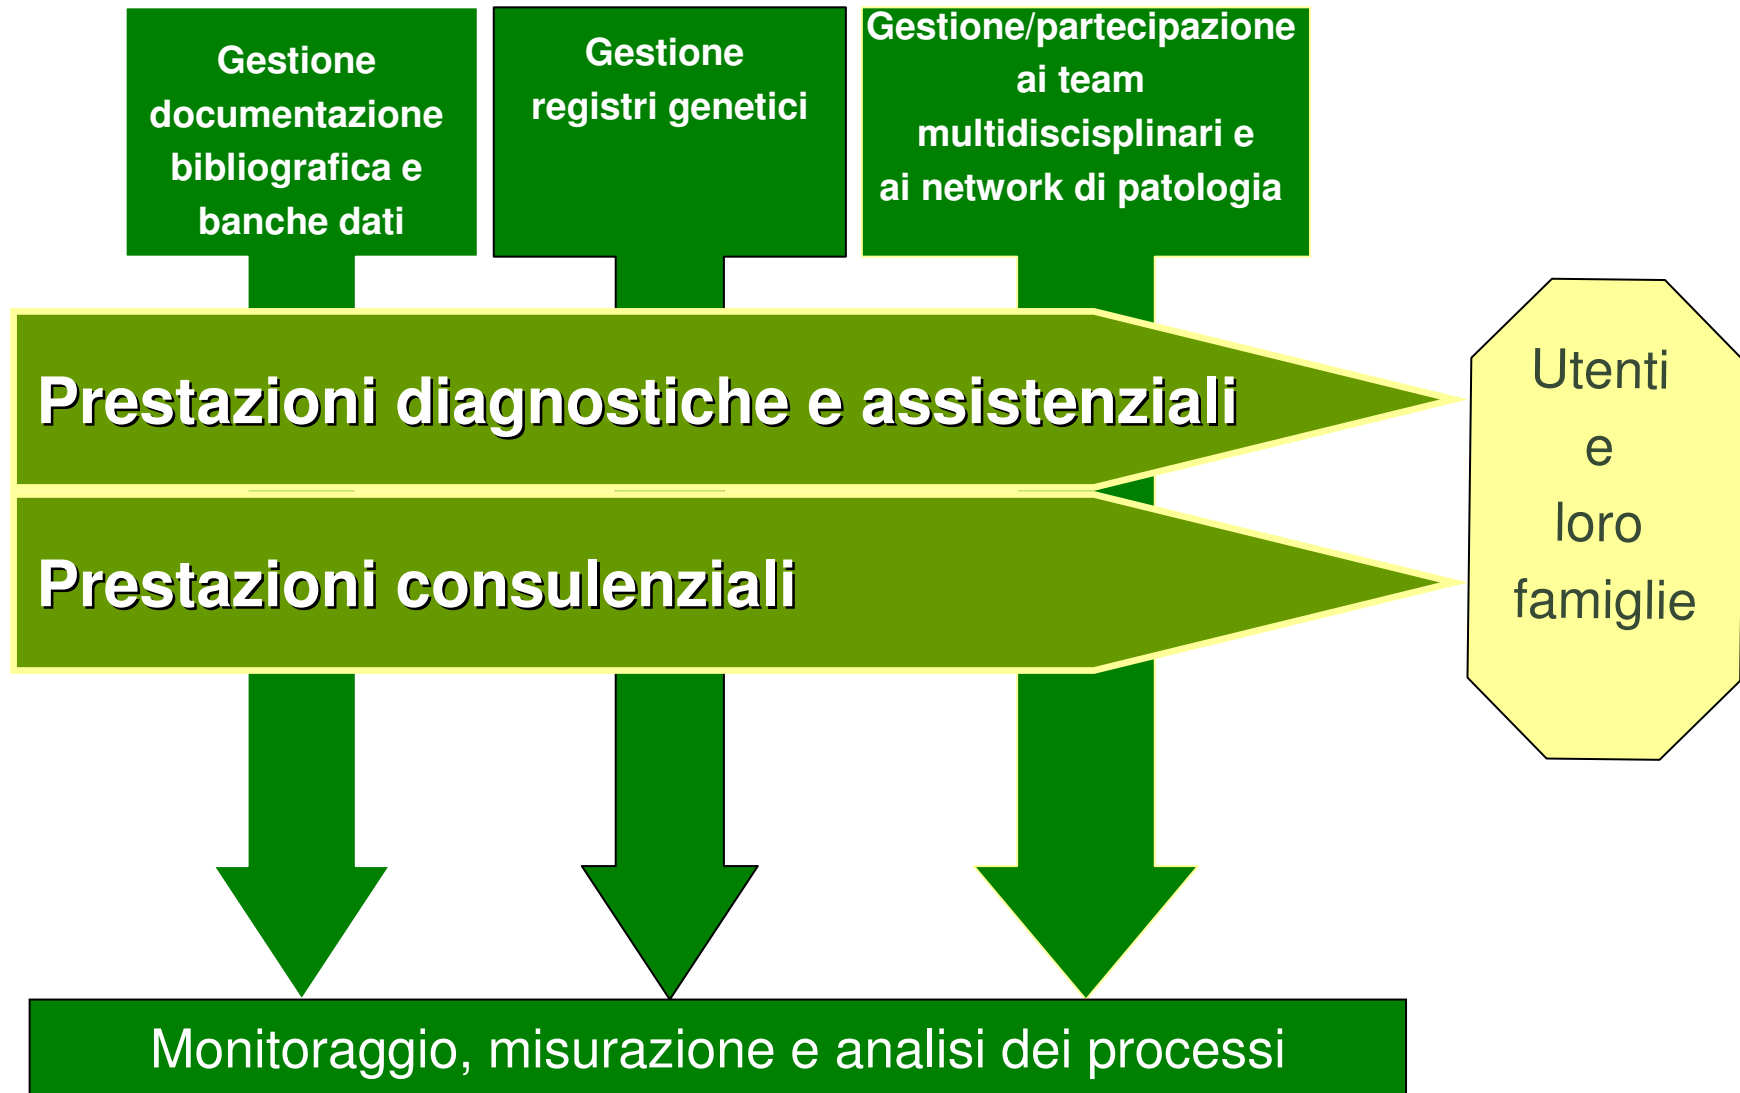 Gestione
documentazione
bibliografica e
banche dati
Gestione
registri genetici
Gestione/partecipazione
ai team
multidiscisplinari e
ai network di patologia
Prestazioni diagnostiche e assistenziali
Prestazioni consulenziali
Utenti
e
loro
famiglie
Monitoraggio, misurazione e analisi dei processi